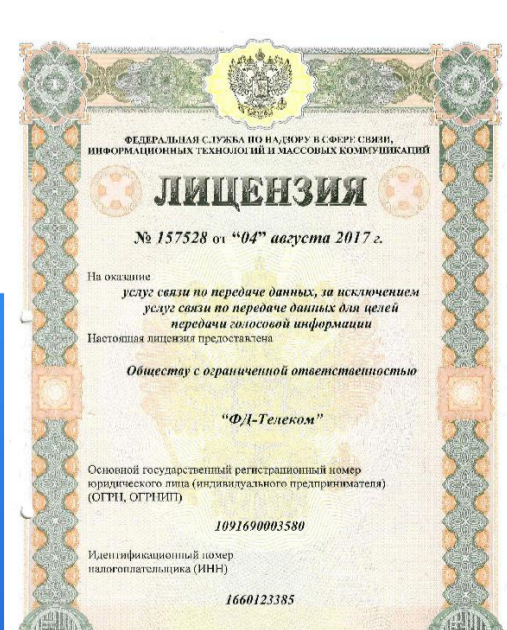 ФЕДЕРАЛЬНАЯ СЛУЖБА ПО НАДЗОРУ В СФЕРЕ СВЯЗИ,
ИНФОРМАЦИОННЫХ ТЕХНОЛОГИЙ И МАССОВЫХ КОММУНИКАЦИЙ
ЛИЦЕНЗИЯ
№ 157528 от “04” августа 2017 г.
На оказание
услуг связи по передаче данных, за исключением
услуг связи по передаче данных для целей
передачи голосовой информации
Настоящая лицензия предоставлена
Обществу с ограниченной ответственностью
“ФД-Телеком”
Основной государственный регистрационный номер
юридического лица (индивидуального предпринимателя)
(ОГРН, ОГРНИП)
1091690003580
Идентификационный номер
налогоплательщика (ИНН)
1660123385